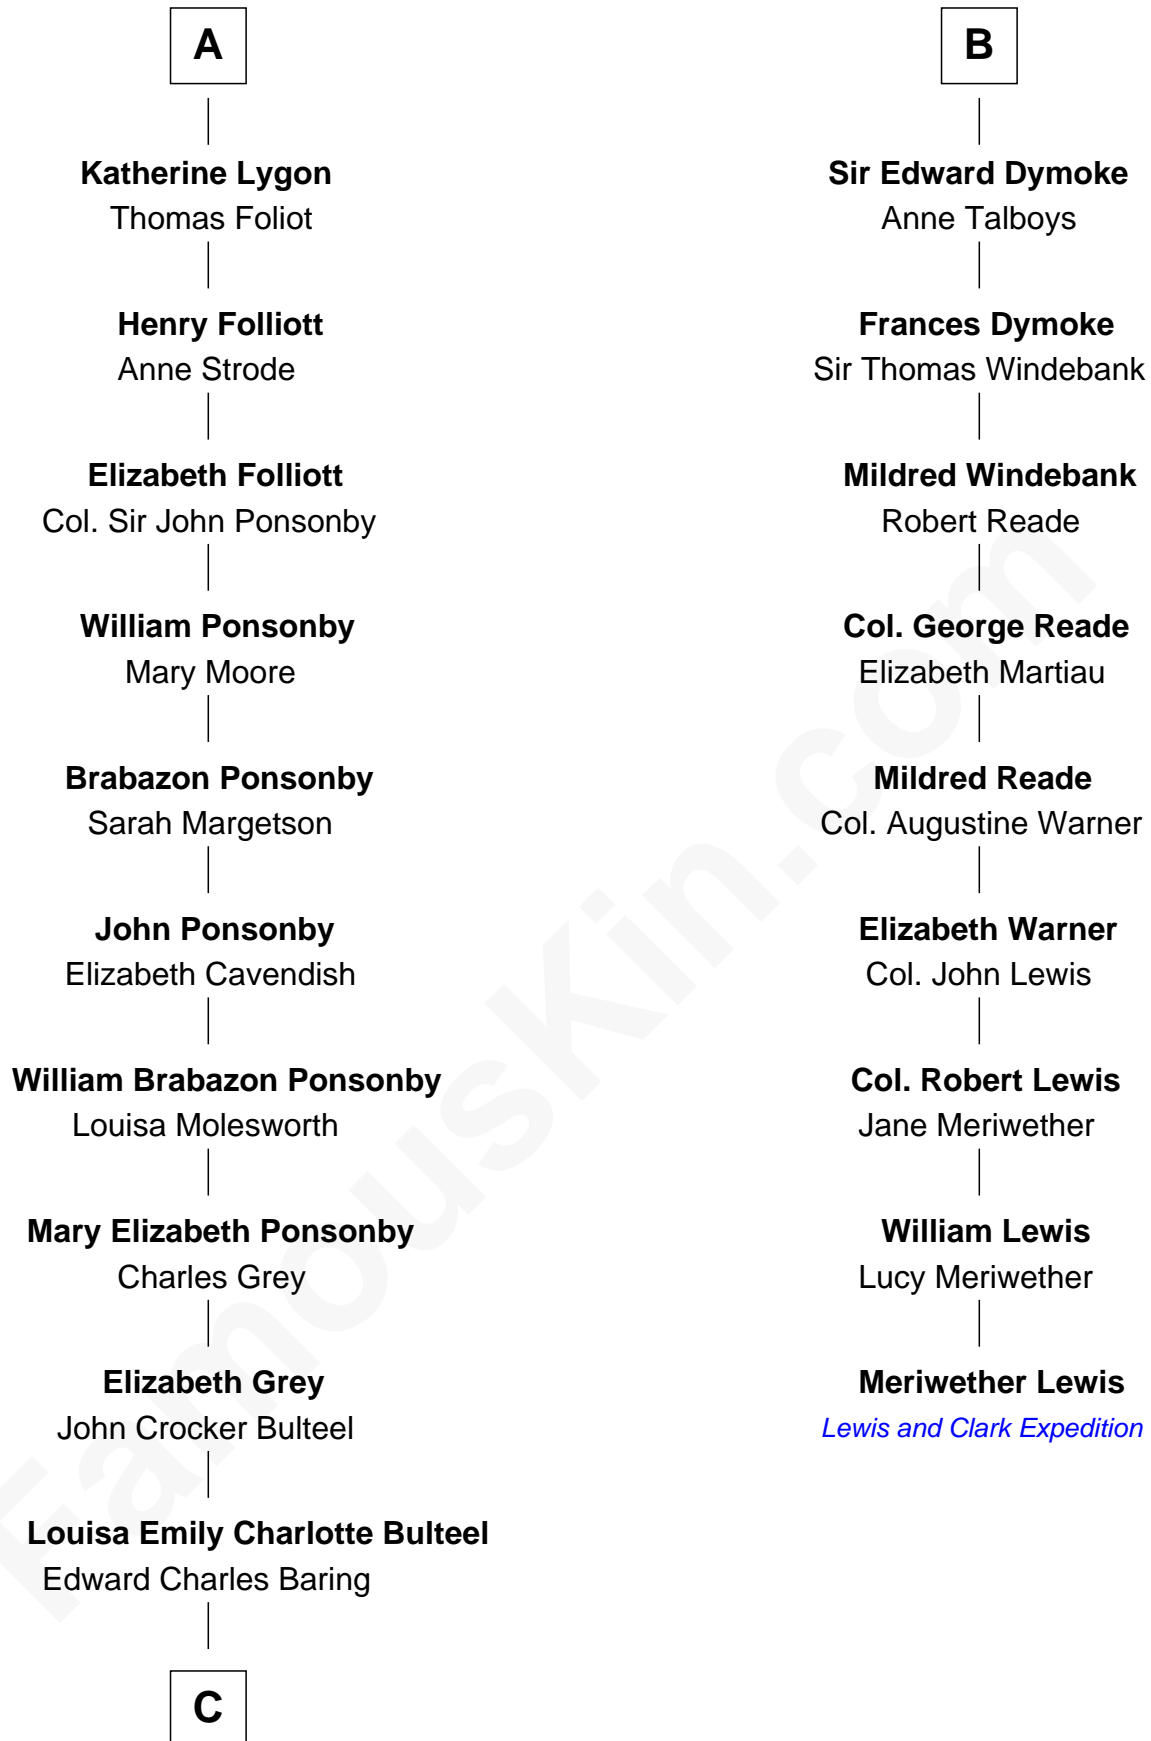 A
Katherine Lygon
Thomas Foliot
Henry Folliott
Anne Strode
Elizabeth Folliott
Col. Sir John Ponsonby
William Ponsonby
Mary Moore
Brabazon Ponsonby
Sarah Margetson
John Ponsonby
Elizabeth Cavendish
William Brabazon Ponsonby
Louisa Molesworth
Mary Elizabeth Ponsonby
Charles Grey
Elizabeth Grey
John Crocker Bulteel
Louisa Emily Charlotte Bulteel
Edward Charles Baring
C
B
Sir Edward Dymoke
Anne Talboys
Frances Dymoke
Sir Thomas Windebank
Mildred Windebank
Robert Reade
Col. George Reade
Elizabeth Martiau
Mildred Reade
Col. Augustine Warner
Elizabeth Warner
Col. John Lewis
Col. Robert Lewis
Jane Meriwether
William Lewis
Lucy Meriwether
Meriwether Lewis
Lewis and Clark Expedition
FamousKin.com